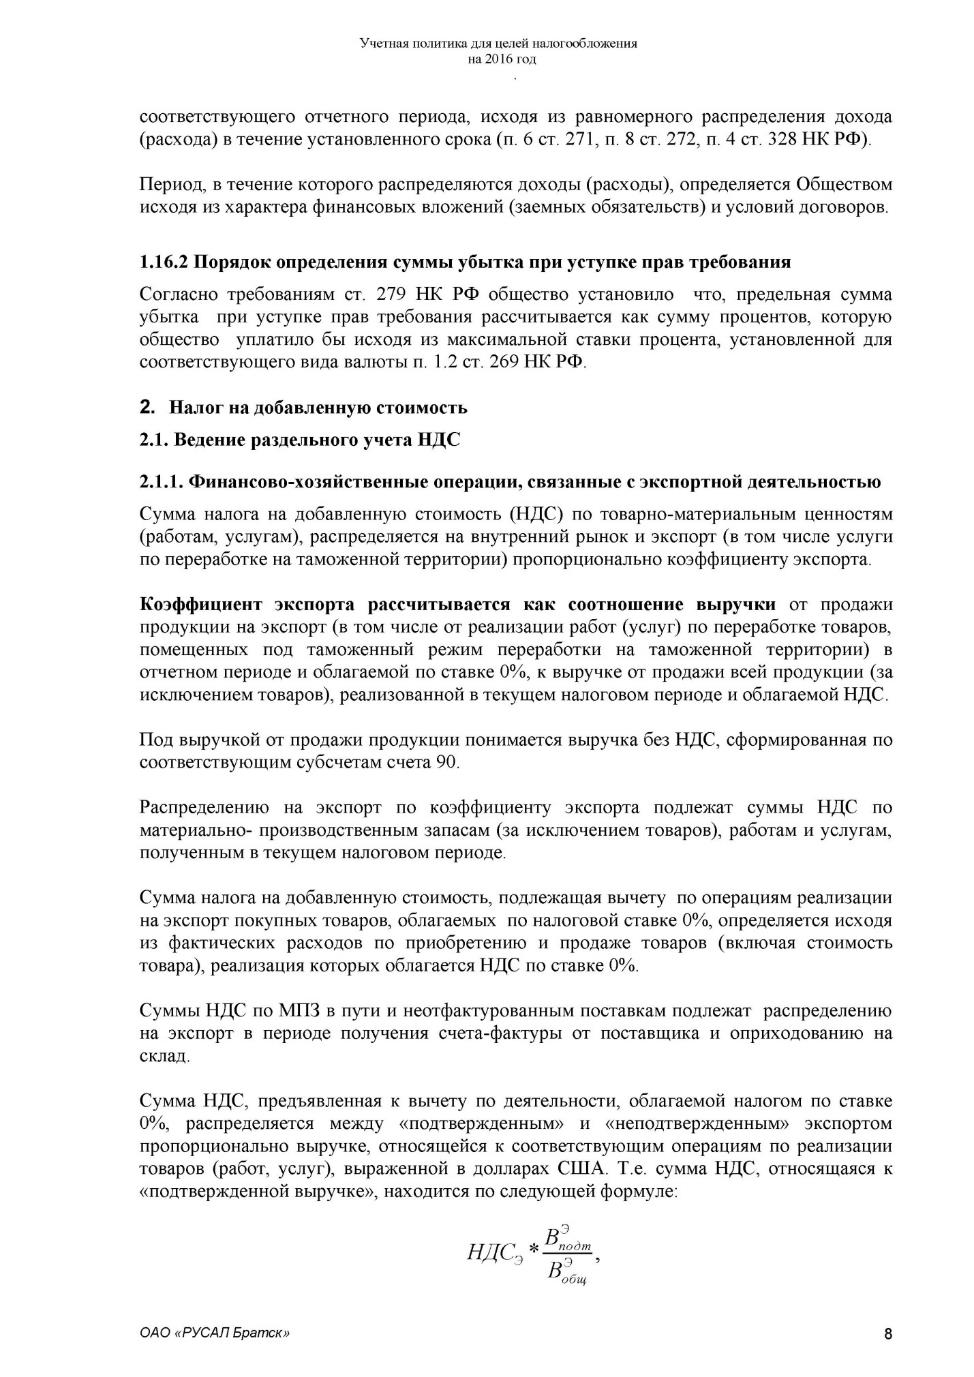 Учетная политика для целей налогообложения
на 2016 год
.
соответствующего отчетного периода, исходя из равномерного распределения дохода
(расхода) в течение установленного срока (п. 6 ст. 271, п. 8 ст. 272, п. 4 ст. 328 НК РФ).
Период, в течение которого распределяются доходы (расходы), определяется Обществом
исходя из характера финансовых вложений (заемных обязательств) и условий договоров.
1.16.2 Порядок определения суммы убытка при уступке прав требования
Согласно требованиям ст. 279 НК РФ общество установило что, предельная сумма
убытка при уступке прав требования рассчитывается как сумму процентов, которую
общество уплатило бы исходя из максимальной ставки процента, установленной для
соответствующего вида валюты п. 1.2 ст. 269 НК РФ.
2. Налог на добавленную стоимость
2.1. Ведение раздельного учета НДС
2.1.1. Финансово-хозяйственные операции, связанные с экспортной деятельностью
Сумма налога на добавленную стоимость (НДС) по товарно-материальным ценностям
(работам, услугам), распределяется на внутренний рынок и экспорт (в том числе услуги
по переработке на таможенной территории) пропорционально коэффициенту экспорта.
Коэффициент экспорта рассчитывается как соотношение выручки от продажи
продукции на экспорт (в том числе от реализации работ (услуг) по переработке товаров,
помещенных под таможенный режим переработки на таможенной территории) в
отчетном периоде и облагаемой по ставке 0%, к выручке от продажи всей продукции (за
исключением товаров), реализованной в текущем налоговом периоде и облагаемой НДС.
Под выручкой от продажи продукции понимается выручка без НДС, сформированная по
соответствующим субсчетам счета 90.
Распределению на экспорт по коэффициенту экспорта подлежат суммы НДС по
материально- производственным запасам (за исключением товаров), работам и услугам,
полученным в текущем налоговом периоде.
Сумма налога на добавленную стоимость, подлежащая вычету по операциям реализации
на экспорт покупных товаров, облагаемых по налоговой ставке 0%, определяется исходя
из фактических расходов по приобретению и продаже товаров (включая стоимость
товара), реализация которых облагается НДС по ставке 0%.
Суммы НДС по МПЗ в пути и неотфактурованным поставкам подлежат распределению
на экспорт в периоде получения счета-фактуры от поставщика и оприходованию на
склад.
Сумма НДС, предъявленная к вычету по деятельности, облагаемой налогом по ставке
0%, распределяется между «подтвержденным» и «неподтвержденным» экспортом
пропорционально выручке, относящейся к соответствующим операциям по реализации
товаров (работ, услуг), выраженной в долларах США. Т.е. сумма НДС, относящаяся к
«подтвержденной выручке», находится по следующей формуле:
НДС_Э * В^Э_подт / В^Э_общ,
ОАО «РУСАЛ Братск» 8